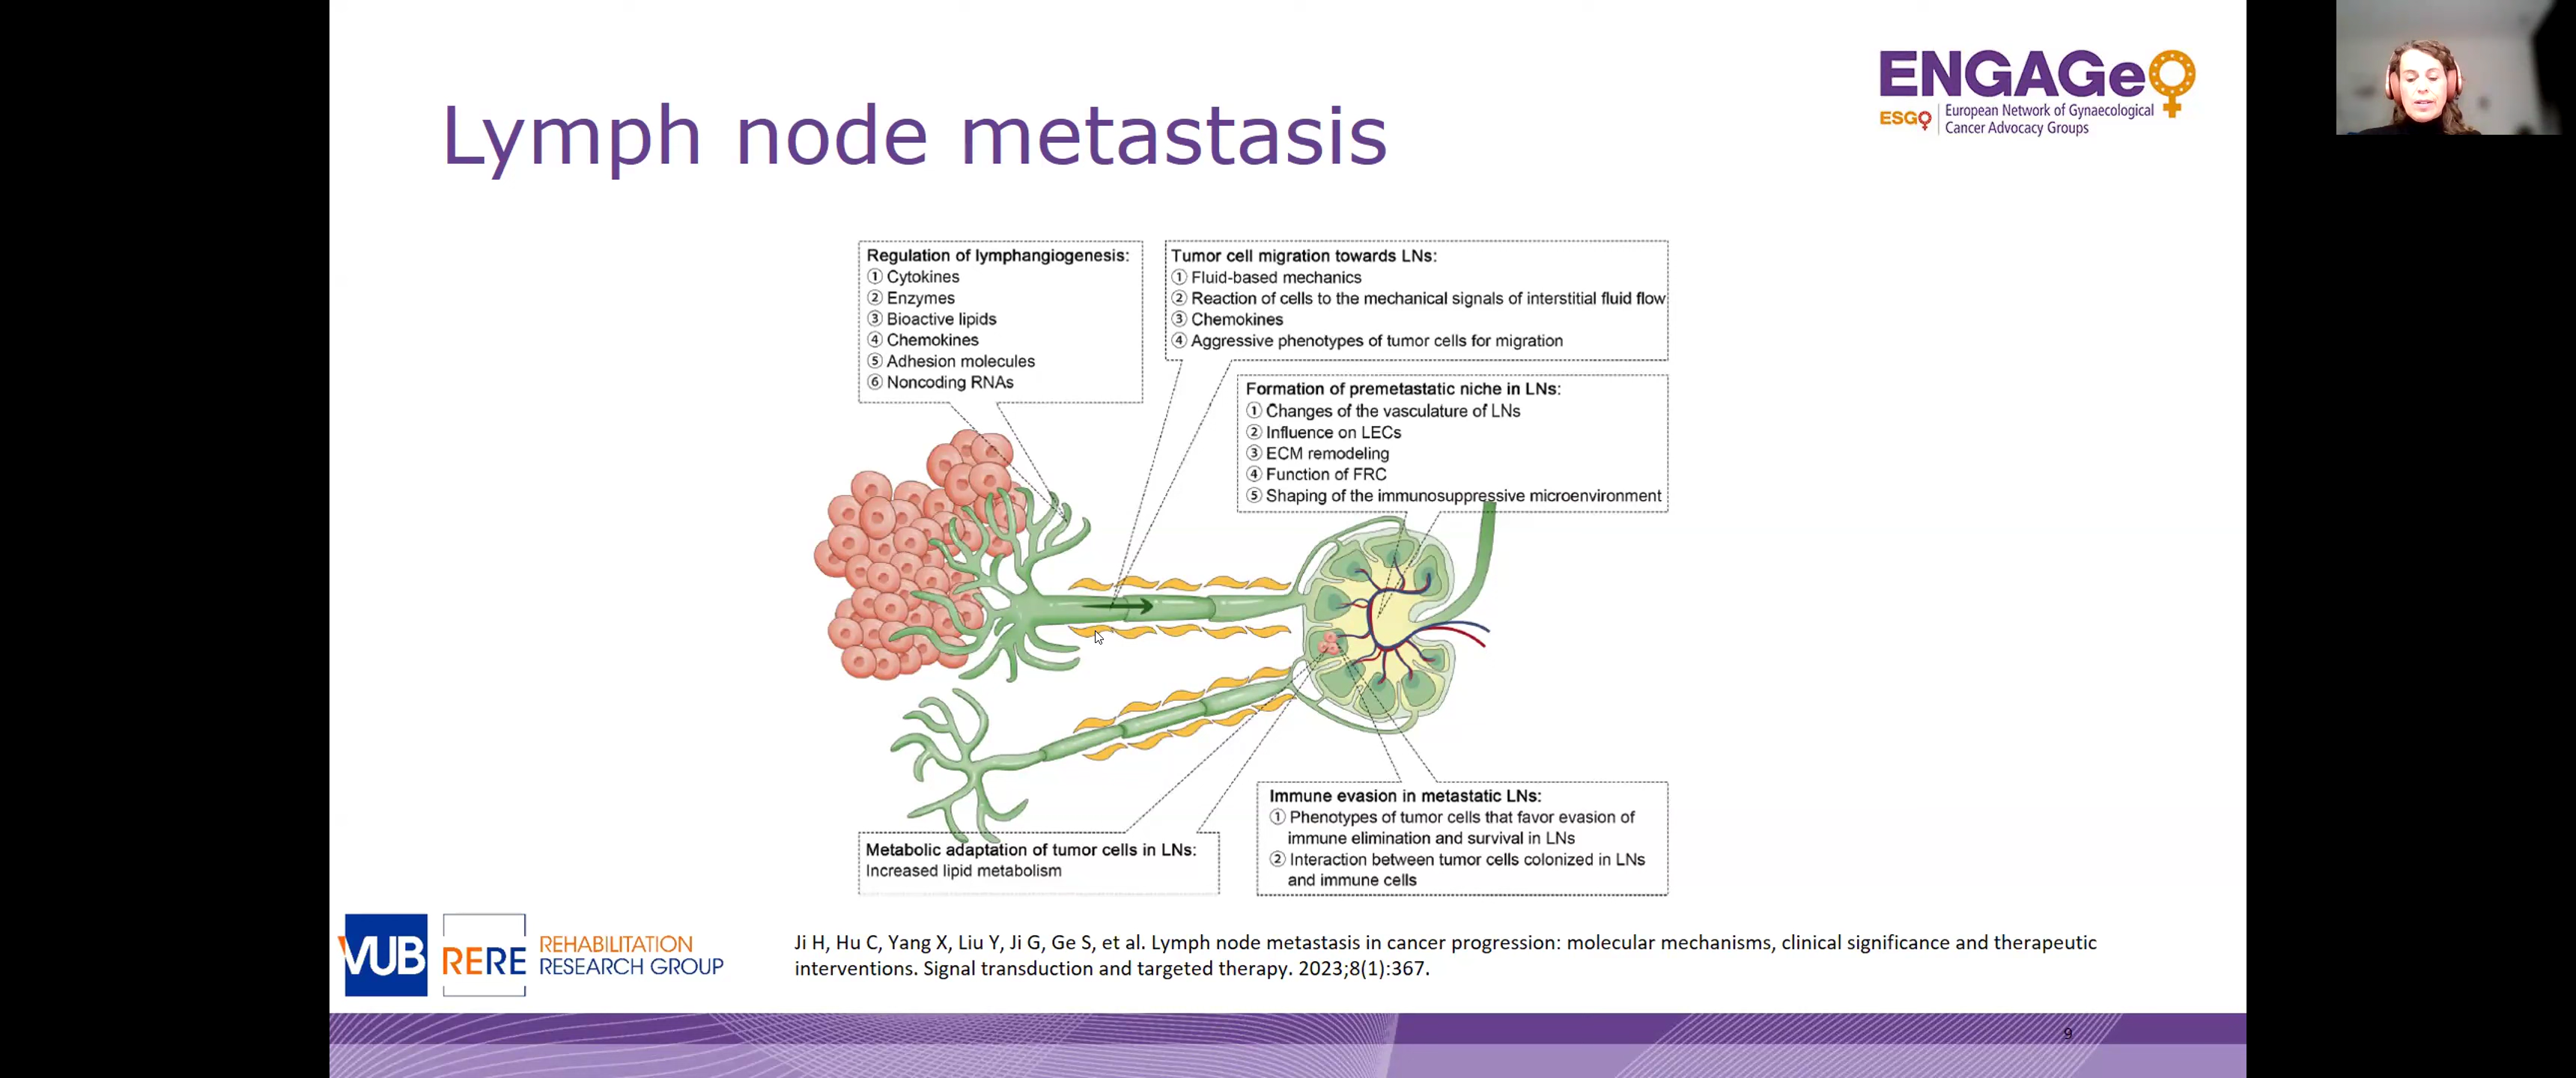 ENGAGe
ESGO
European Network of Gynaecological
Cancer Advocacy Groups
Lymph node metastasis
Regulation of lymphangiogenesis:
① Cytokines
② Enzymes
③ Bioactive lipids
④ Chemokines
⑤ Adhesion molecules
⑥ Noncoding RNAs
Tumor cell migration towards LNs:
① Fluid-based mechanics
② Reaction of cells to the mechanical signals of interstitial fluid flow
③ Chemokines
④ Aggressive phenotypes of tumor cells for migration
Formation of premetastatic niche in LNs:
① Changes of the vasculature of LNs
② Influence on LECs
③ ECM remodeling
④ Function of FRC
⑤ Shaping of the immunosuppressive microenvironment
Metabolic adaptation of tumor cells in LNs:
Increased lipid metabolism
Immune evasion in metastatic LNs:
① Phenotypes of tumor cells that favor evasion of
immune elimination and survival in LNs
② Interaction between tumor cells colonized in LNs
and immune cells
VUB
RERE
REHABILITATION
RESEARCH GROUP
Ji H, Hu C, Yang X, Liu Y, Ji G, Ge S, et al. Lymph node metastasis in cancer progression: molecular mechanisms, clinical significance and therapeutic
interventions. Signal transduction and targeted therapy. 2023;8(1):367.
9